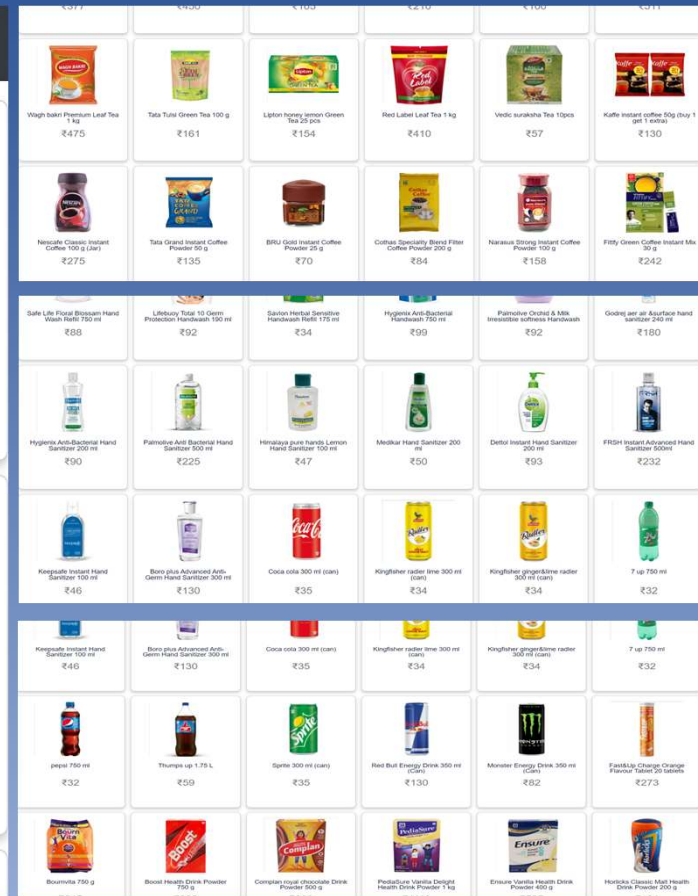 Wagh bakri Premium Leaf Tea 1 kg
₹475
Tata Tulsi Green Tea 100 g
₹161
Lipton honey lemon Green Tea 25 pcs
₹154
Red Label Leaf Tea 1 kg
₹410
Vedic suraksha Tea 10pcs
₹57
Kaffe instant coffee 50g (buy 1 get 1 extra)
₹130
Nescafe Classic Instant Coffee 100 g (Jar)
₹275
Tata Grand Instant Coffee Powder 50 g
₹135
BRU Gold Instant Coffee Powder 25 g
₹70
Cothas Speciality Blend Filter Coffee Powder 200 g
₹84
Narasus Strong Instant Coffee Powder 100 g
₹158
Fitify Green Coffee Instant Mix 30 g
₹242
Safe Life Floral Blossam Hand Wash Refill 750 ml
₹88
Lifebuoy Total 10 Germ Protection Handwash 190 ml
₹92
Savlon Herbal Sensitive Handwash Refill 175 ml
₹34
Hygienix Anti-Bacterial Handwash 750 ml
₹99
Palmolive Orchid & Milk Irresistible softness Handwash
₹92
Godrej aer air &surface hand sanitizer 240 ml
₹180
Hygienix Anti-Bacterial Hand Sanitizer 200 ml
₹90
Palmolive Anti Bacterial Hand Sanitizer 500 ml
₹225
Himalaya pure hands Lemon Hand Sanitizer 100 ml
₹47
Medikar Hand Sanitizer 200 ml
₹50
Dettol Instant Hand Sanitizer 200 ml
₹93
FRSH Instant Advanced Hand Sanitizer 500ml
₹232
Keepsafe Instant Hand Sanitizer 100 ml
₹46
Boro plus Advanced Anti-Germ Hand Sanitizer 300 ml
₹130
Coca cola 300 ml (can)
₹35
Kingfisher radler lime 300 ml (can)
₹34
Kingfisher ginger&lime radler 300 ml (can)
₹34
7 up 750 ml
₹32
Keepsafe Instant Hand Sanitizer 100 ml
₹46
Boro plus Advanced Anti-Germ Hand Sanitizer 300 ml
₹130
Coca cola 300 ml (can)
₹35
Kingfisher radler lime 300 ml (can)
₹34
Kingfisher ginger&lime radler 300 ml (can)
₹34
7 up 750 ml
₹32
pepsi 750 ml
₹32
Thumps up 1.75 L
₹59
Sprite 300 ml (can)
₹35
Red Bull Energy Drink 350 ml (Can)
₹130
Monster Energy Drink 350 ml (Can)
₹82
Fast&Up Charge Orange Flavour Tablet 20 tablets
₹273
Bournvita 750 g
Boost Health Drink Powder 750 g
Complan royal chocolate Drink Powder 500 g
PediaSure Vanilla Delight Health Drink Powder 1 kg
Ensure Vanilla Health Drink Powder 400 g
Horlicks Classic Malt Health Drink Powder 200 g